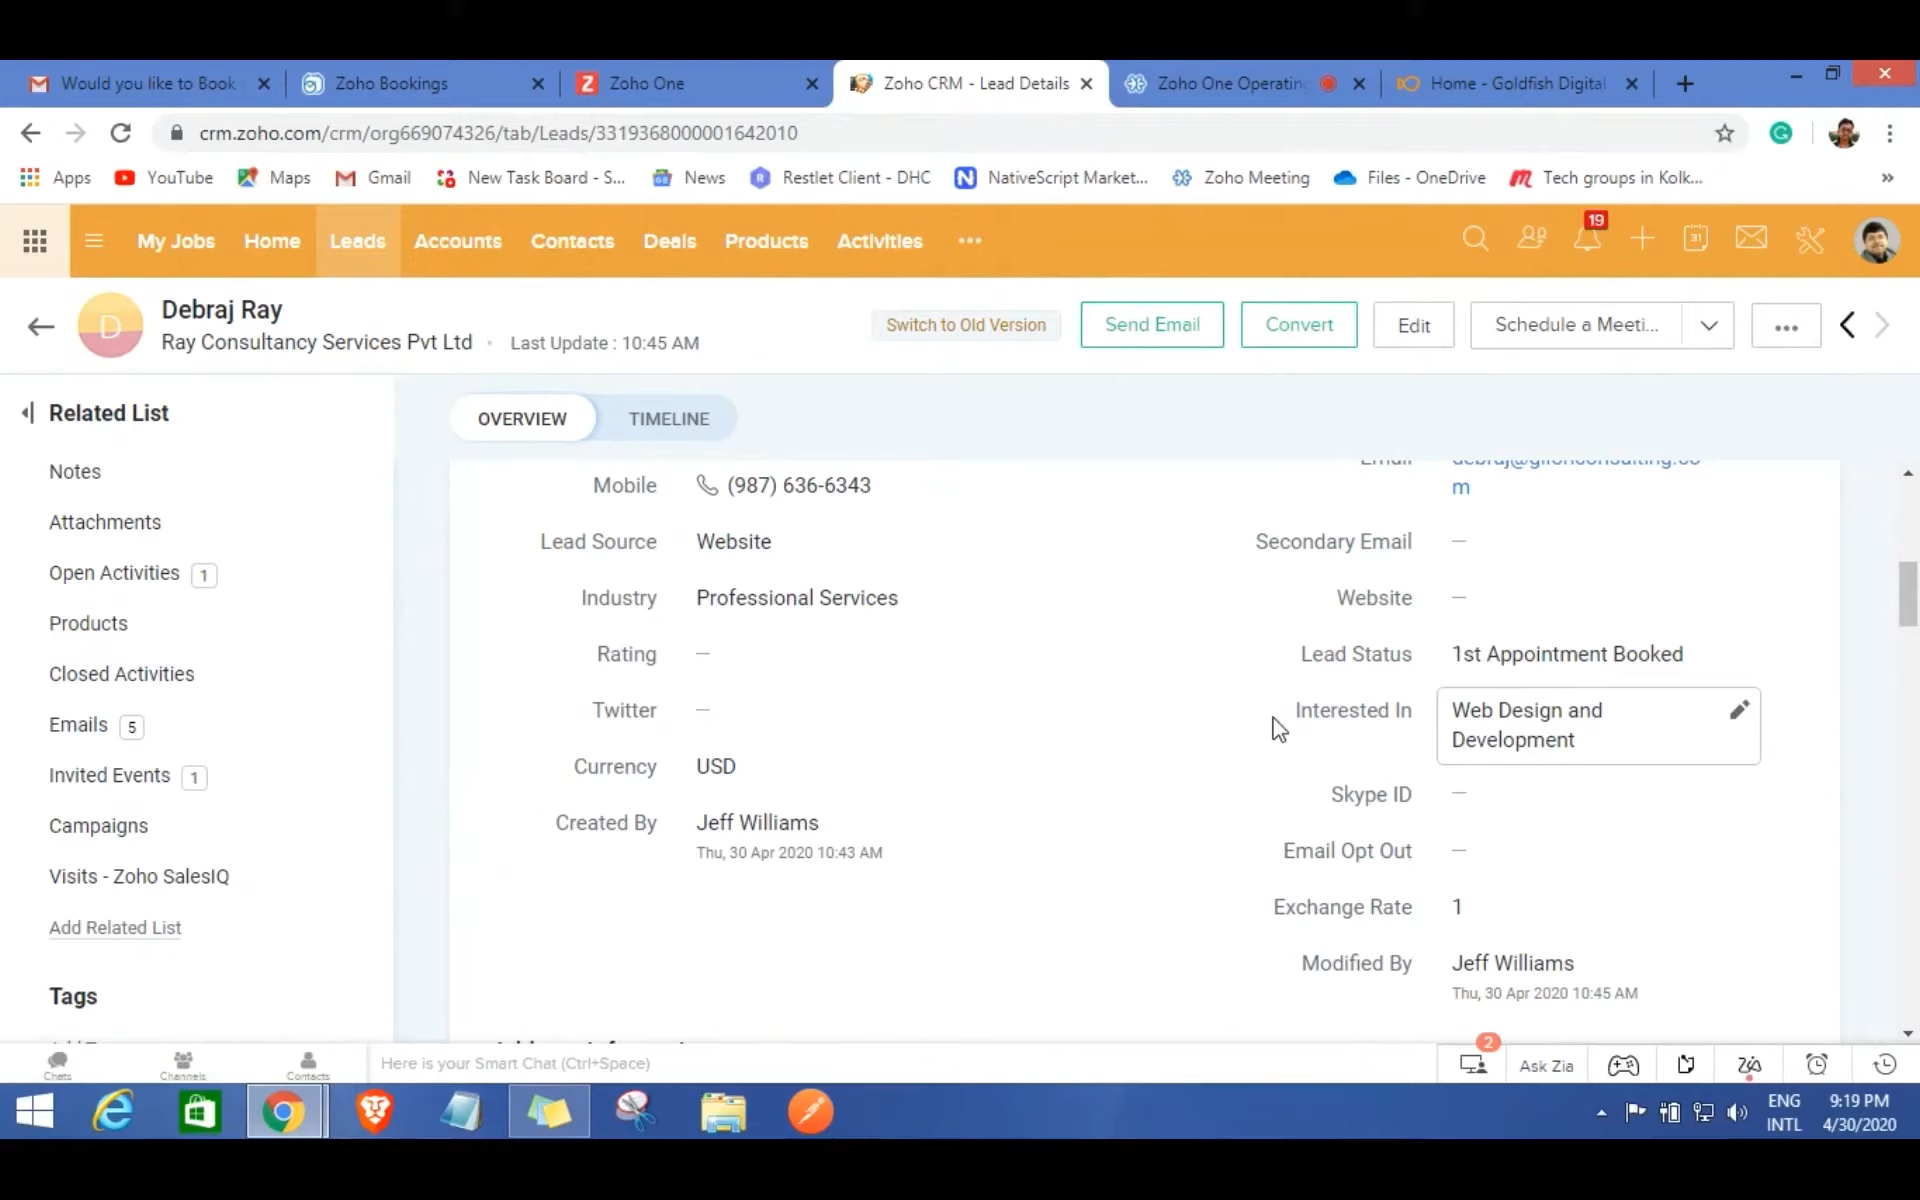 Would you like to Book
Zoho Bookings
Zoho One
Zoho CRM - Lead Details
Zoho One Operating
Home - Goldfish Digital
crm.zoho.com/crm/org669074326/tab/Leads/3319368000001642010
Apps
YouTube
Maps
Gmail
New Task Board - S...
News
Restlet Client - DHC
NativeScript Market...
Zoho Meeting
Files - OneDrive
Tech groups in Kolk...
»
My Jobs
Home
Leads
Accounts
Contacts
Deals
Products
Activities
19
31
D
Debraj Ray
Ray Consultancy Services Pvt Ltd • Last Update : 10:45 AM
Switch to Old Version
Send Email
Convert
Edit
Schedule a Meeti...
Related List
Notes
Attachments
Open Activities 1
Products
Closed Activities
Emails 5
Invited Events 1
Campaigns
Visits - Zoho SalesIQ
Add Related List
Tags
OVERVIEW
TIMELINE
Mobile (987) 636-6343
Lead Source Website
Industry Professional Services
Rating —
Twitter —
Currency USD
Created By Jeff Williams
Thu, 30 Apr 2020 10:43 AM
Email
m
Secondary Email —
Website —
Lead Status 1st Appointment Booked
Interested In Web Design and
Development
Skype ID —
Email Opt Out —
Exchange Rate 1
Modified By Jeff Williams
Thu, 30 Apr 2020 10:45 AM
Chats
Channels
Contacts
Here is your Smart Chat (Ctrl+Space)
2
Ask Zia
ENG
INTL
9:19 PM
4/30/2020